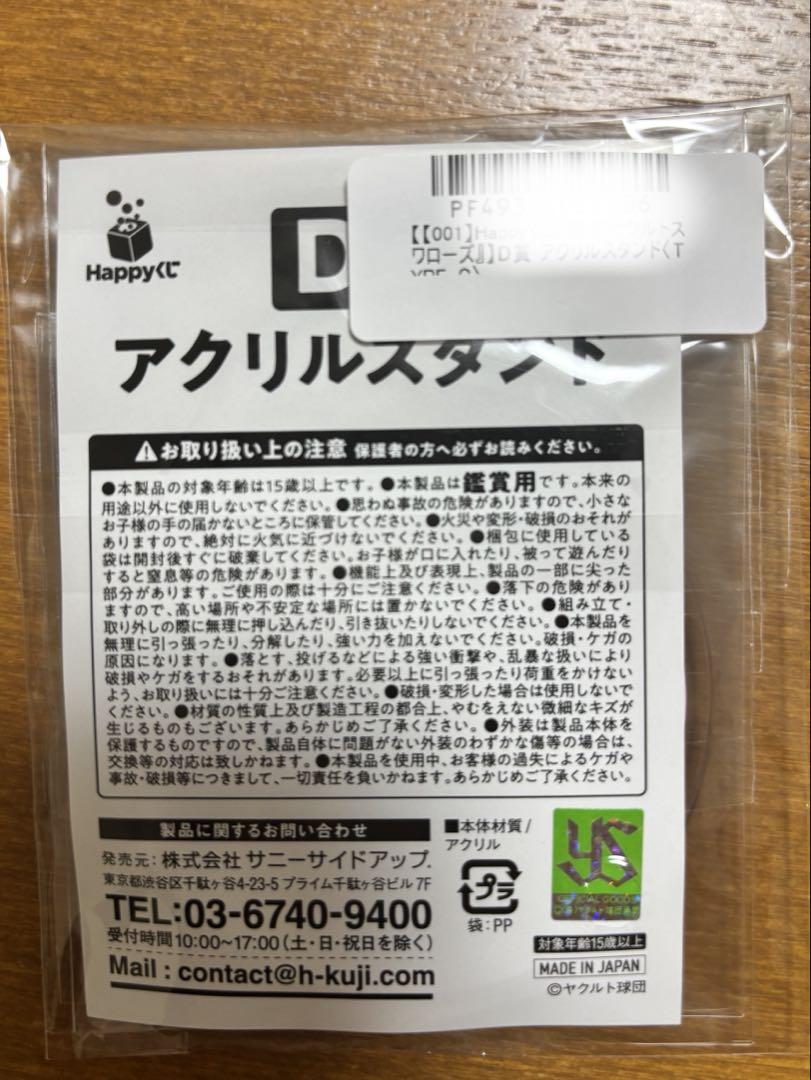 Happyくじ
D
PF493 6
【【001】Happ ルトス
ワローズ』】D賞 アクリルスタンド〈T
アクリルスタンド
お取り扱い上の注意 保護者の方へ必ずお読みください。
●本製品の対象年齢は15歳以上です。●本製品は鑑賞用です。本来の
用途以外に使用しないでください。●思わぬ事故の危険がありますので、小さな
お子様の手の届かないところに保管してください。●火災や変形・破損のおそれが
ありますので、絶対に火気に近づけないでください。●梱包に使用している
袋は開封後すぐに破棄してください。お子様が口に入れたり、被って遊んだり
すると窒息等の危険があります。●機能上及び表現上、製品の一部に尖った
部分があります。ご使用の際は十分にご注意ください。●落下の危険があり
ますので、高い場所や不安定な場所には置かないでください。●組み立て・
取り外しの際に無理に押し込んだり、引き抜いたりしないでください。●本製品を
無理に引っ張ったり、分解したり、強い力を加えないでください。破損・ケガの
原因になります。●落とす、投げるなどによる強い衝撃や、乱暴な扱いにより
破損やケガをするおそれがあります。必要以上に引っ張ったり荷重をかけない
よう、お取り扱いには十分ご注意ください。●破損・変形した場合は使用しないで
ください。●材質の性質上及び製造工程の都合上、やむをえない微細なキズが
生じるものもございます。あらかじめご了承ください。●外装は製品本体を
保護するものですので、製品自体に問題がない外装のわずかな傷等の場合は、
交換等の対応は致しかねます。●本製品を使用中、お客様の過失によるケガや
事故・破損等につきまして、一切責任を負いかねます。あらかじめご了承ください。
製品に関するお問い合わせ
発売元：株式会社 サニーサイドアップ
東京都渋谷区千駄ヶ谷4-23-5 プライム千駄ヶ谷ビル 7F
TEL:03-6740-9400
受付時間10:00〜17:00（土・日・祝日を除く）
Mail : contact@h-kuji.com
■本体材質/
アクリル
プラ
袋：PP
YS
OFFICIAL GOODS
対象年齢15歳以上
MADE IN JAPAN
©ヤクルト球団